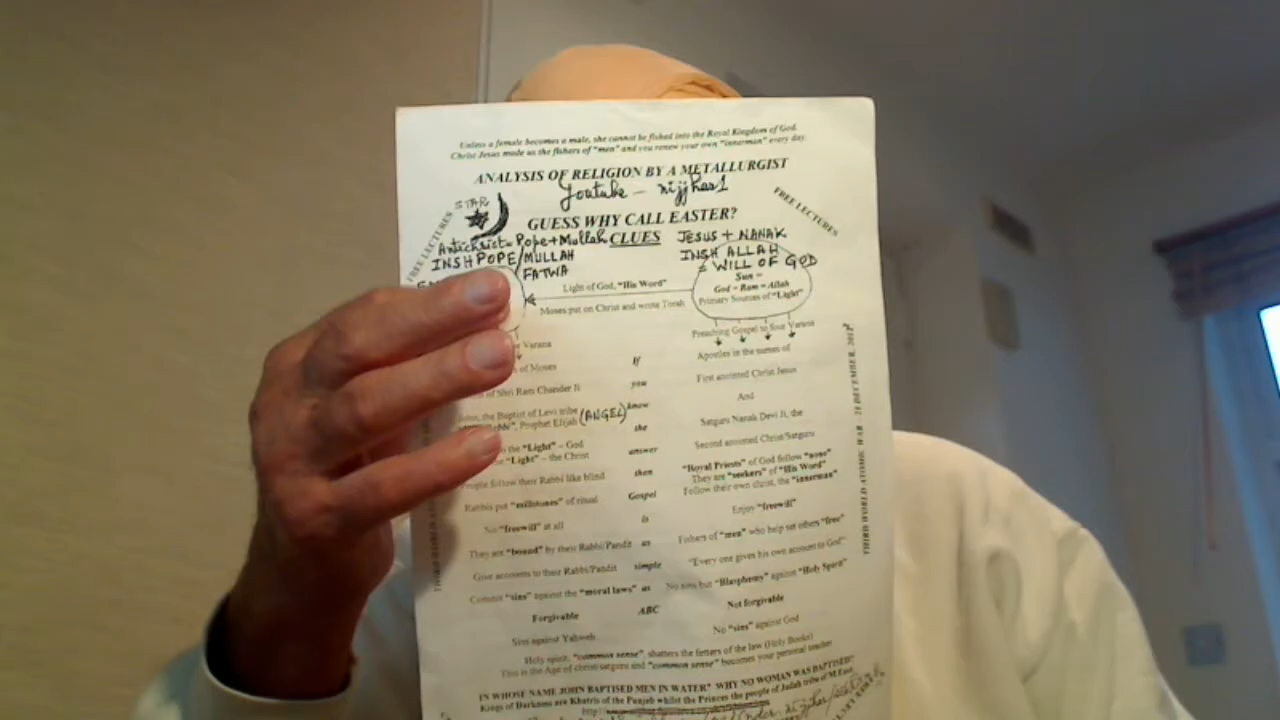 Unless a female becomes a male, she cannot be fished into the Royal Kingdom of God.
Christ Jesus made us the fishers of "men" and you renew your own "innerman" every day.
ANALYSIS OF RELIGION BY A METALLURGIST
Youtube - nijjhar1
STAR
FREE LECTURES
FREE LECTURES
GUESS WHY CALL EASTER?
Antichrist = Pope + Mullah CLUES JESUS + NANAK
INSH POPE/MULLAH INSH ALLAH
FATWA = WILL OF GOD
Sun =
God = Ram = Allah
Primary Sources of "Light"
Light of God, "His Word"
Moses put on Christ and wrote Torah
Preaching Gospel to four Varana
Varana
of Moses If Apostles in the names of
of Shri Ram Chander Ji you First anointed Christ Jesus
And
John, the Baptist of Levi tribe (ANGEL) know
Prophet Elijah the Satguru Nanak Devi Ji, the
the "Light" – God answer Second anointed Christ/Satguru
"Light" – the Christ
People follow their Rabbi like blind then "Royal Priests" of God follow "none"
They are "seekers" of "His Word"
Rabbis put "millstones" of ritual Gospel Follow their own christ, the "innerman"
No "freewill" at all is Enjoy "freewill"
They are "bound" by their Rabbi/Pandit as Fishers of "men" who help set others "free"
Give accounts to their Rabbi/Pandit simple "Every one gives his own account to God"
Commit "sins" against the "moral laws" as No sins but "Blasphemy" against "Holy Spirit"
Forgivable ABC Not forgivable
Sins against Yahweh No "sins" against God
Holy spirit, "common sense", shatters the fetters of the law (Holy Books)
This is the Age of christ/satguru and "common sense" becomes your personal teacher
IN WHOSE NAME JOHN BAPTISED MEN IN WATER? WHY NO WOMAN WAS BAPTISED?
Kings of Darkness are Khatris of the Punjab whilst the Princes the people of Judah tribe of M.East
THIRD WORLD ATOMIC WAR 21 DECEMBER, 2012